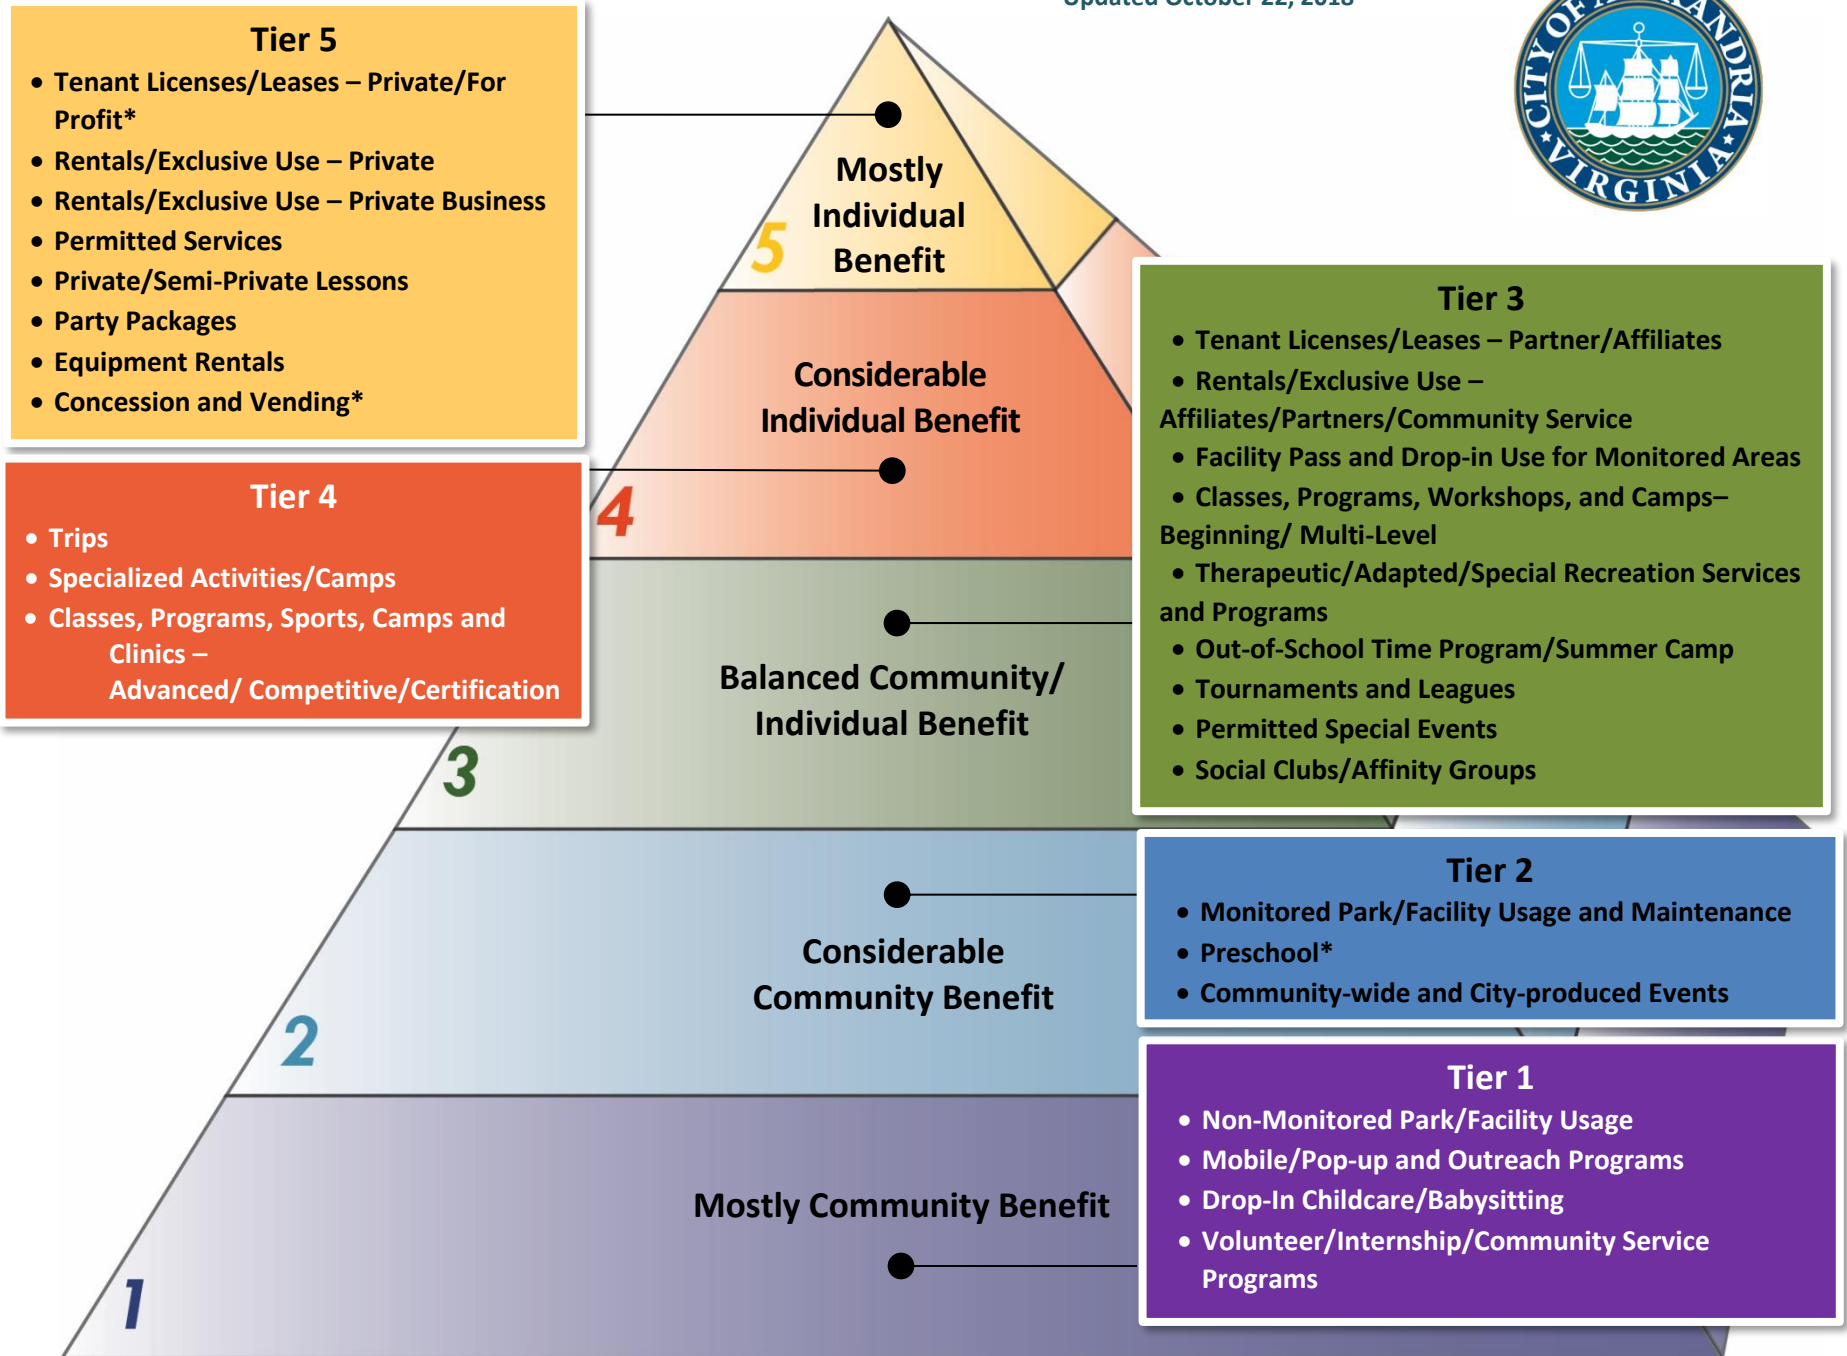 Updated October 22, 2018
CITY OF ALEXANDRIA
VIRGINIA
Tier 5
• Tenant Licenses/Leases – Private/For
Profit*
• Rentals/Exclusive Use – Private
• Rentals/Exclusive Use – Private Business
• Permitted Services
• Private/Semi-Private Lessons
• Party Packages
• Equipment Rentals
• Concession and Vending*
Mostly
Individual
Benefit
5
Tier 4
• Trips
• Specialized Activities/Camps
• Classes, Programs, Sports, Camps and
Clinics –
Advanced/ Competitive/Certification
Considerable
Individual Benefit
4
Tier 3
• Tenant Licenses/Leases – Partner/Affiliates
• Rentals/Exclusive Use –
Affiliates/Partners/Community Service
• Facility Pass and Drop-in Use for Monitored Areas
• Classes, Programs, Workshops, and Camps–
Beginning/ Multi-Level
• Therapeutic/Adapted/Special Recreation Services
and Programs
• Out-of-School Time Program/Summer Camp
• Tournaments and Leagues
• Permitted Special Events
• Social Clubs/Affinity Groups
Balanced Community/
Individual Benefit
3
Tier 2
• Monitored Park/Facility Usage and Maintenance
• Preschool*
• Community-wide and City-produced Events
Considerable
Community Benefit
2
Tier 1
• Non-Monitored Park/Facility Usage
• Mobile/Pop-up and Outreach Programs
• Drop-In Childcare/Babysitting
• Volunteer/Internship/Community Service
Programs
Mostly Community Benefit
1